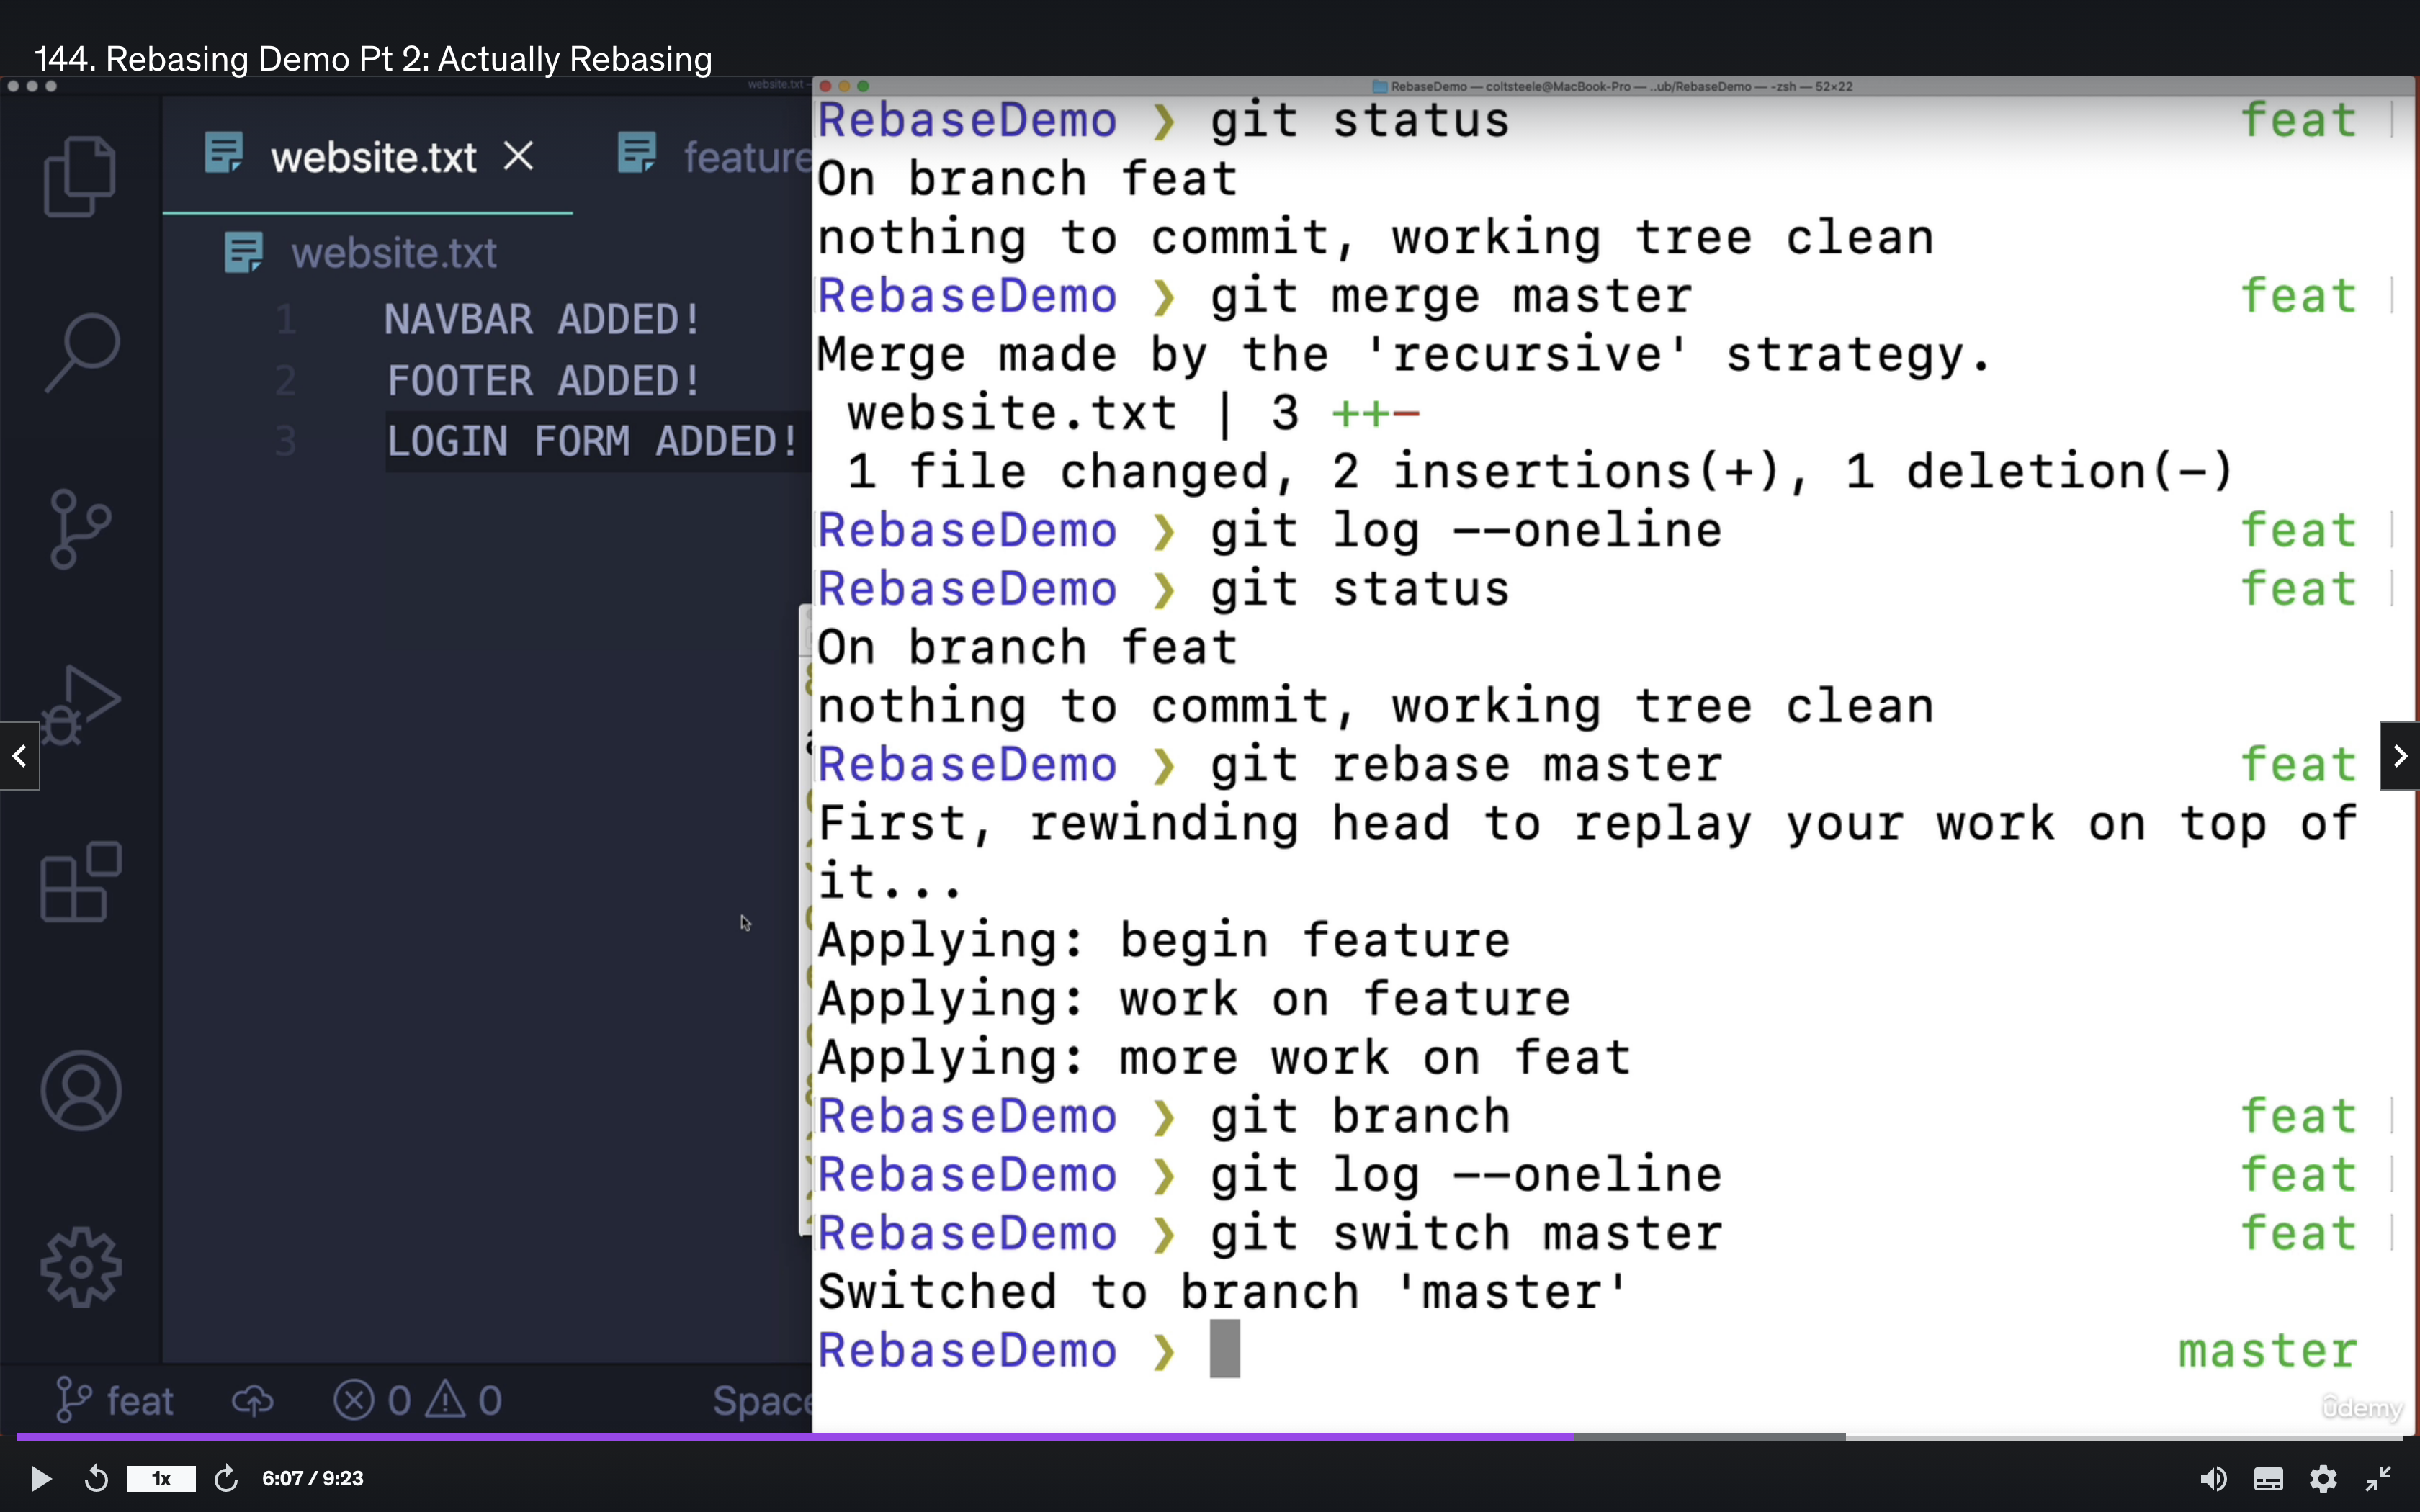 144. Rebasing Demo Pt 2: Actually Rebasing
website.txt —
RebaseDemo — coltsteele@MacBook-Pro — ..ub/RebaseDemo — -zsh — 52×22
website.txt
feature
website.txt
1 NAVBAR ADDED!
2 FOOTER ADDED!
3 LOGIN FORM ADDED!
RebaseDemo ❯ git status feat
On branch feat
nothing to commit, working tree clean
RebaseDemo ❯ git merge master feat
Merge made by the 'recursive' strategy.
website.txt | 3 ++-
1 file changed, 2 insertions(+), 1 deletion(-)
RebaseDemo ❯ git log --oneline feat
RebaseDemo ❯ git status feat
On branch feat
nothing to commit, working tree clean
RebaseDemo ❯ git rebase master feat
First, rewinding head to replay your work on top of
it...
Applying: begin feature
Applying: work on feature
Applying: more work on feat
RebaseDemo ❯ git branch feat
RebaseDemo ❯ git log --oneline feat
RebaseDemo ❯ git switch master feat
Switched to branch 'master'
RebaseDemo ❯ master
feat 0 0 Space
ûdemy
1x 6:07 / 9:23